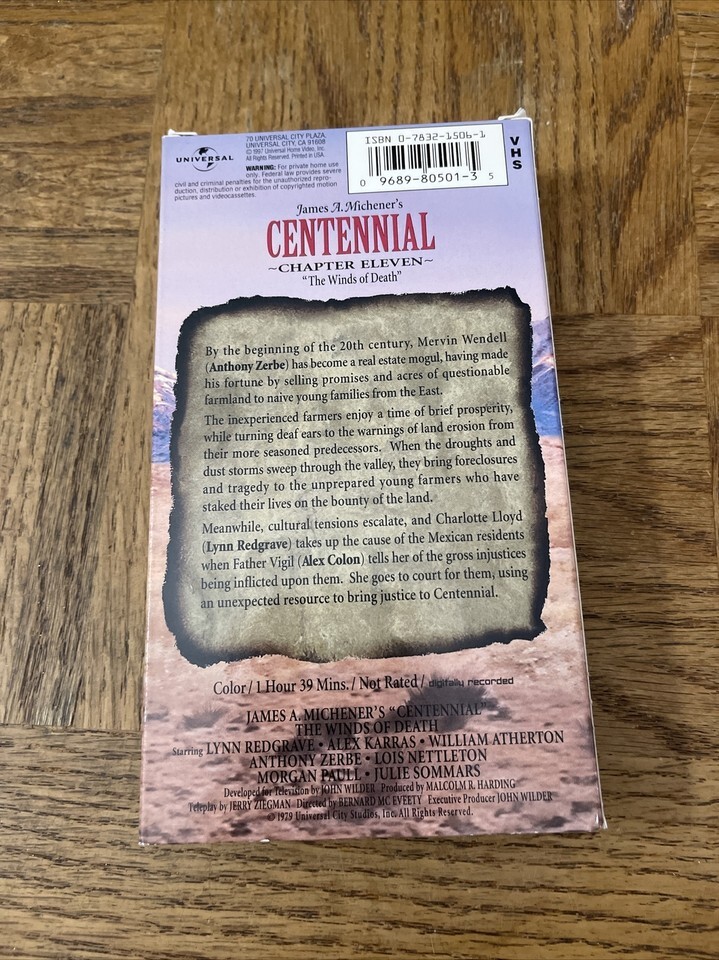 UNIVERSAL
70 UNIVERSAL CITY PLAZA,
UNIVERSAL CITY, CA 91608
© 1997 Universal Home Video, Inc.
All Rights Reserved. Printed in USA.
WARNING: For private home use
only. Federal law provides severe
civil and criminal penalties for the unauthorized repro-
duction, distribution or exhibition of copyrighted motion
pictures and videocassettes.
ISBN 0-7832-1506-1
0 9689-80501-3 5
VHS
James A. Michener's
CENTENNIAL
~CHAPTER ELEVEN~
"The Winds of Death"
By the beginning of the 20th century, Mervin Wendell
(Anthony Zerbe) has become a real estate mogul, having made
his fortune by selling promises and acres of questionable
farmland to naive young families from the East.
The inexperienced farmers enjoy a time of brief prosperity,
while turning deaf ears to the warnings of land erosion from
their more seasoned predecessors. When the droughts and
dust storms sweep through the valley, they bring foreclosures
and tragedy to the unprepared young farmers who have
staked their lives on the bounty of the land.
Meanwhile, cultural tensions escalate, and Charlotte Lloyd
(Lynn Redgrave) takes up the cause of the Mexican residents
when Father Vigil (Alex Colon) tells her of the gross injustices
being inflicted upon them. She goes to court for them, using
an unexpected resource to bring justice to Centennial.
Color / 1 Hour 39 Mins. / Not Rated / digitally recorded
JAMES A. MICHENER'S "CENTENNIAL"
THE WINDS OF DEATH
Starring LYNN REDGRAVE • ALEX KARRAS • WILLIAM ATHERTON
ANTHONY ZERBE • LOIS NETTLETON
MORGAN PAULL • JULIE SOMMARS
Developed for Television by JOHN WILDER Produced by MALCOLM R. HARDING
Teleplay by JERRY ZIEGMAN Directed by BERNARD MC EVEETY Executive Producer JOHN WILDER
© 1979 Universal City Studios, Inc. All Rights Reserved.